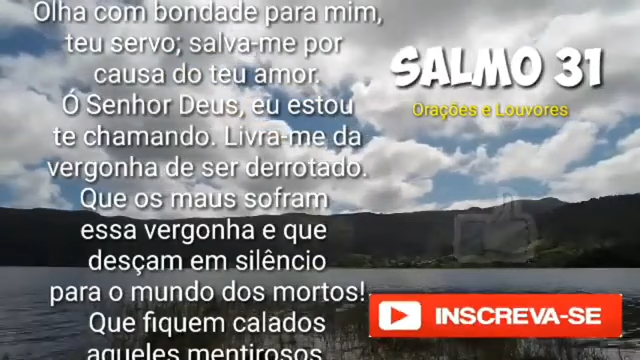 Olha com bondade para mim,
teu servo; salva-me por
causa do teu amor.
Ó Senhor Deus, eu estou
te chamando. Livra-me da
vergonha de ser derrotado.
Que os maus sofram
essa vergonha e que
desçam em silêncio
para o mundo dos mortos!
Que fiquem calados
aqueles mentirosos
SALMO 31
Orações e Louvores
INSCREVA-SE